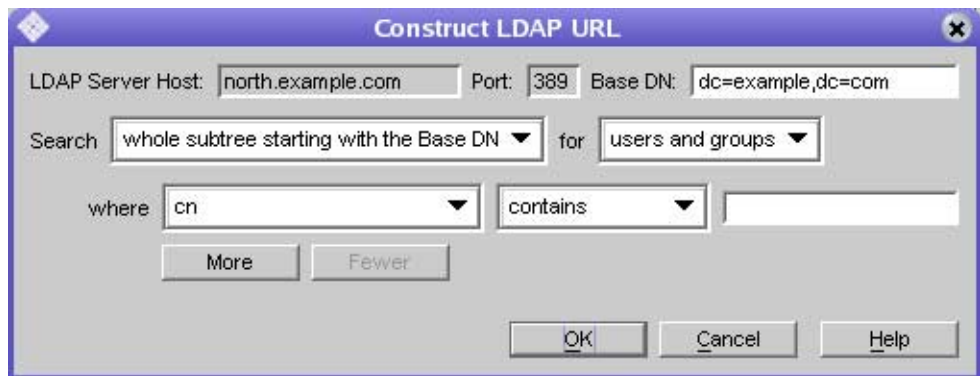 Construct LDAP URL
LDAP Server Host: north.example.com Port: 389 Base DN: dc=example,dc=com
Search whole subtree starting with the Base DN for users and groups
where cn contains
More Fewer
OK Cancel Help